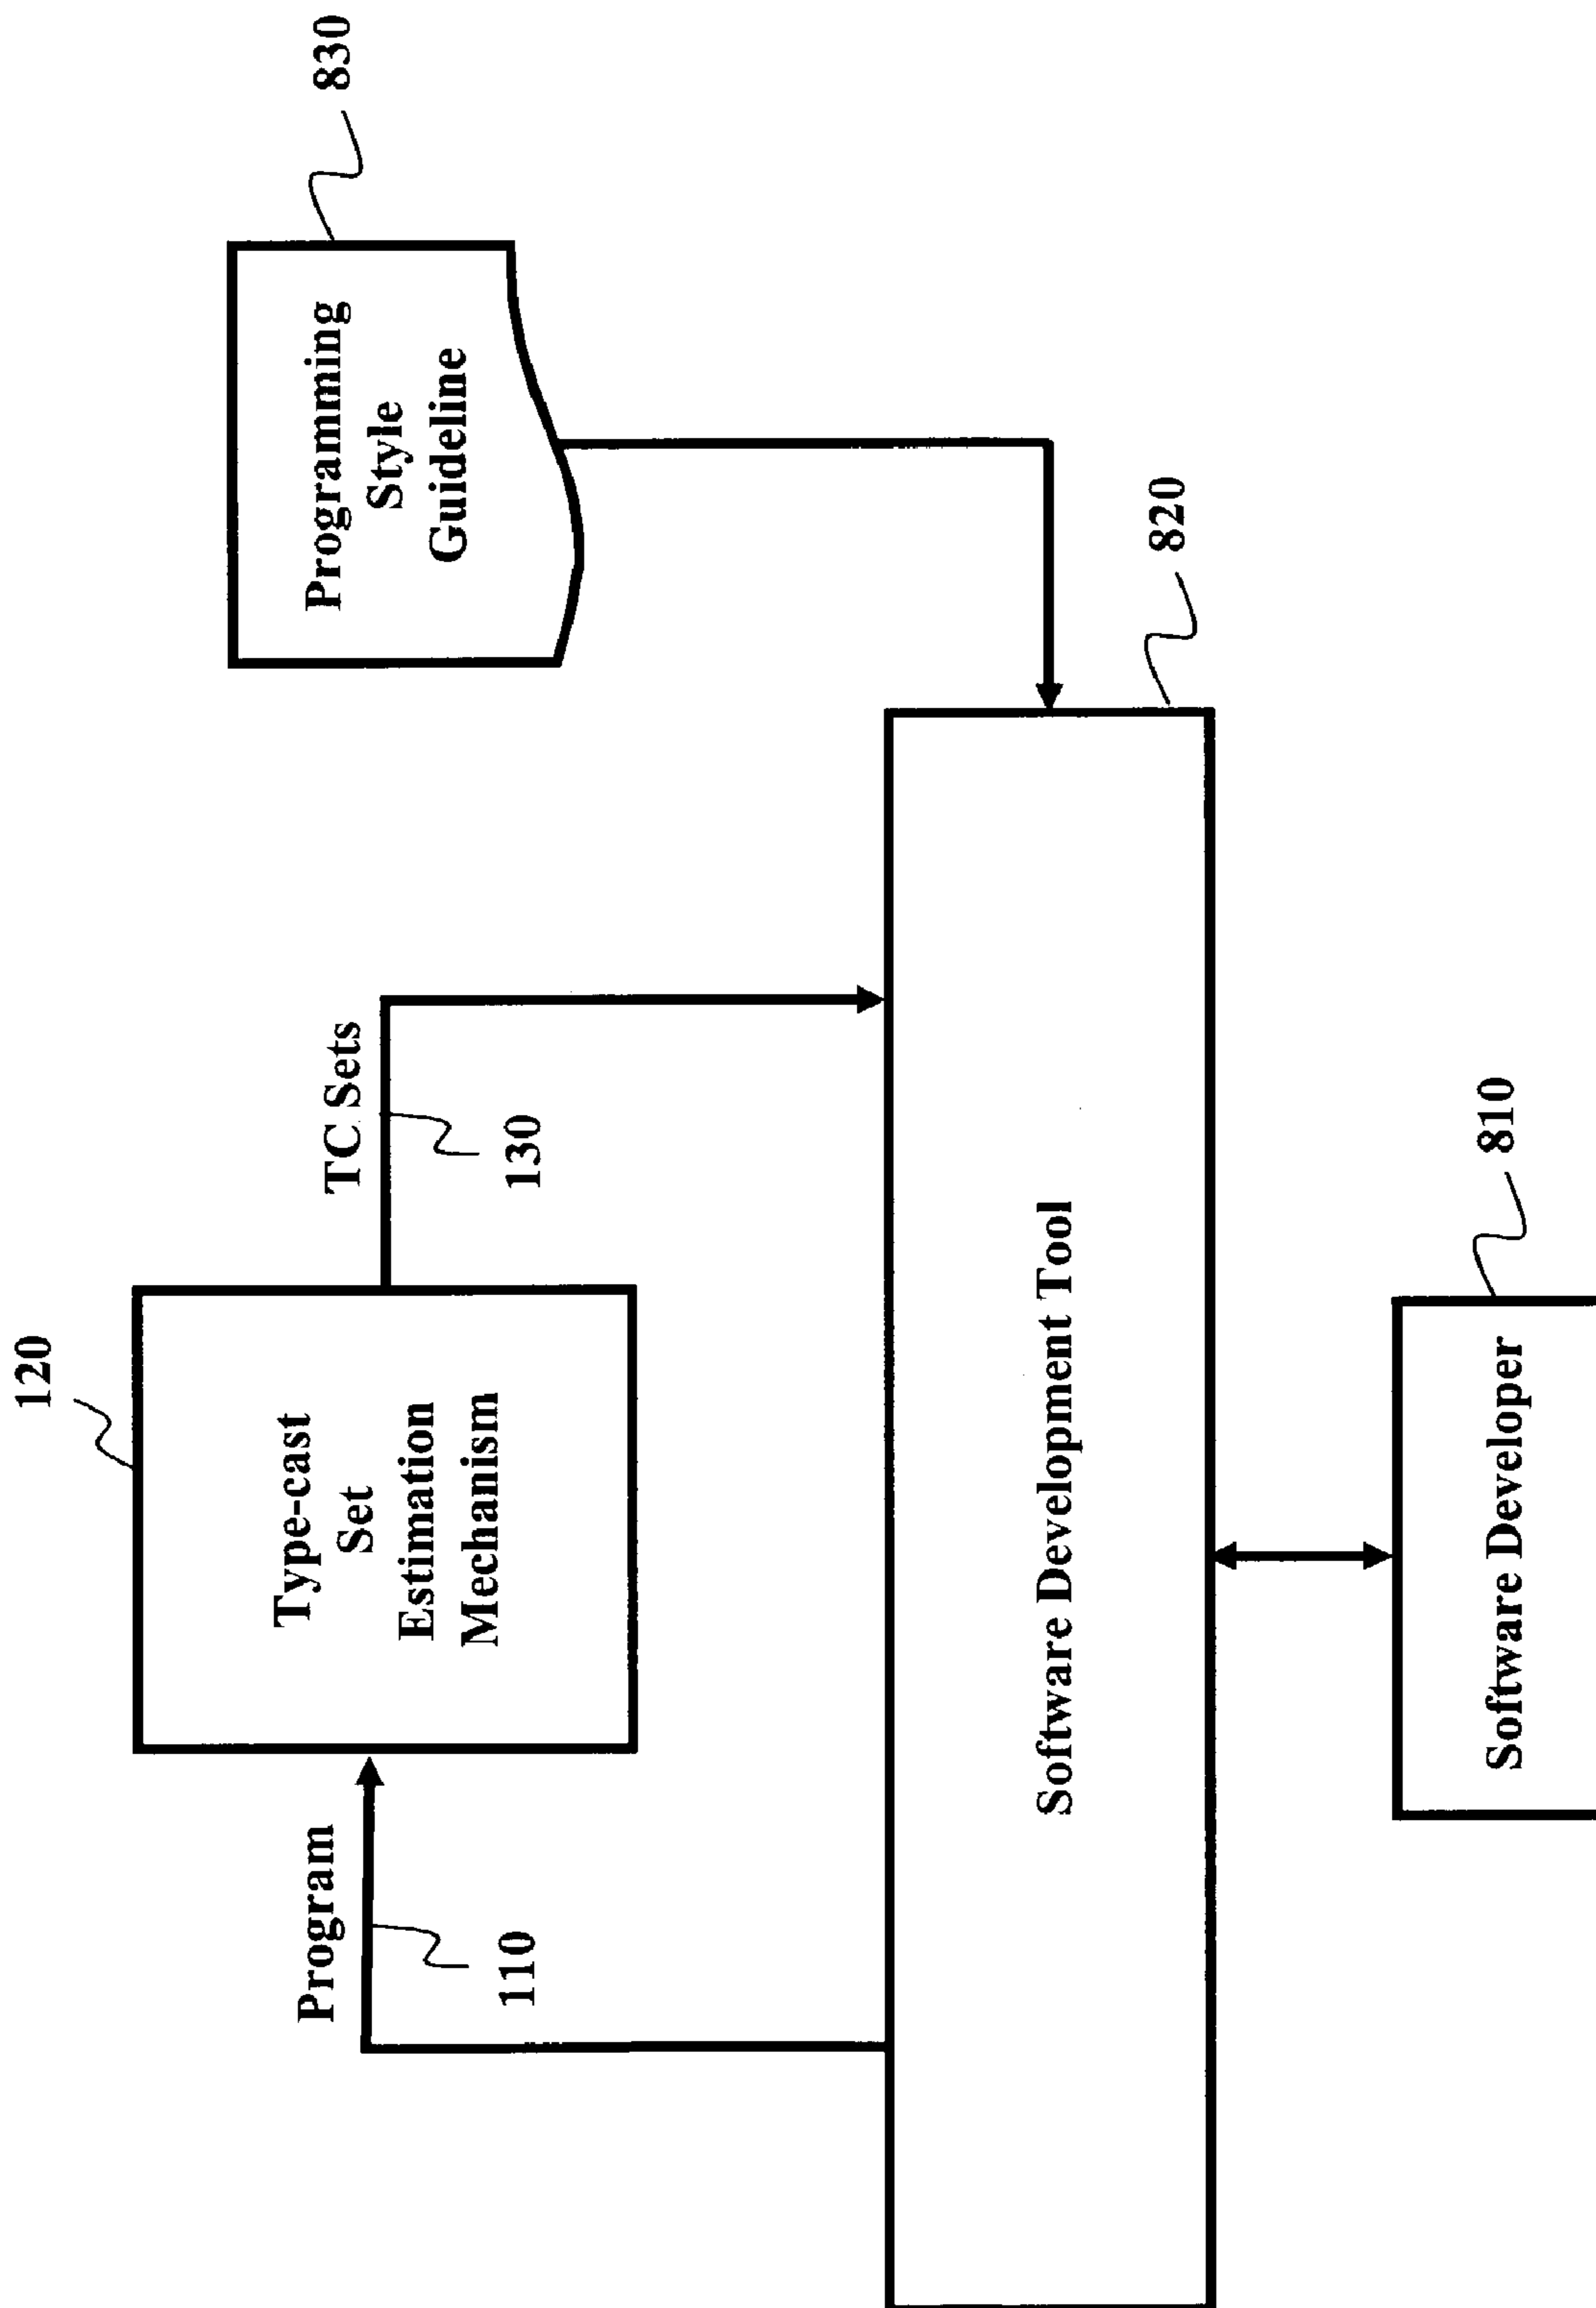 120
Type-cast
Set
Estimation
Mechanism
Program
110
TC Sets
130
Programming
Style
Guideline
830
Software Development Tool
820
Software Developer
810